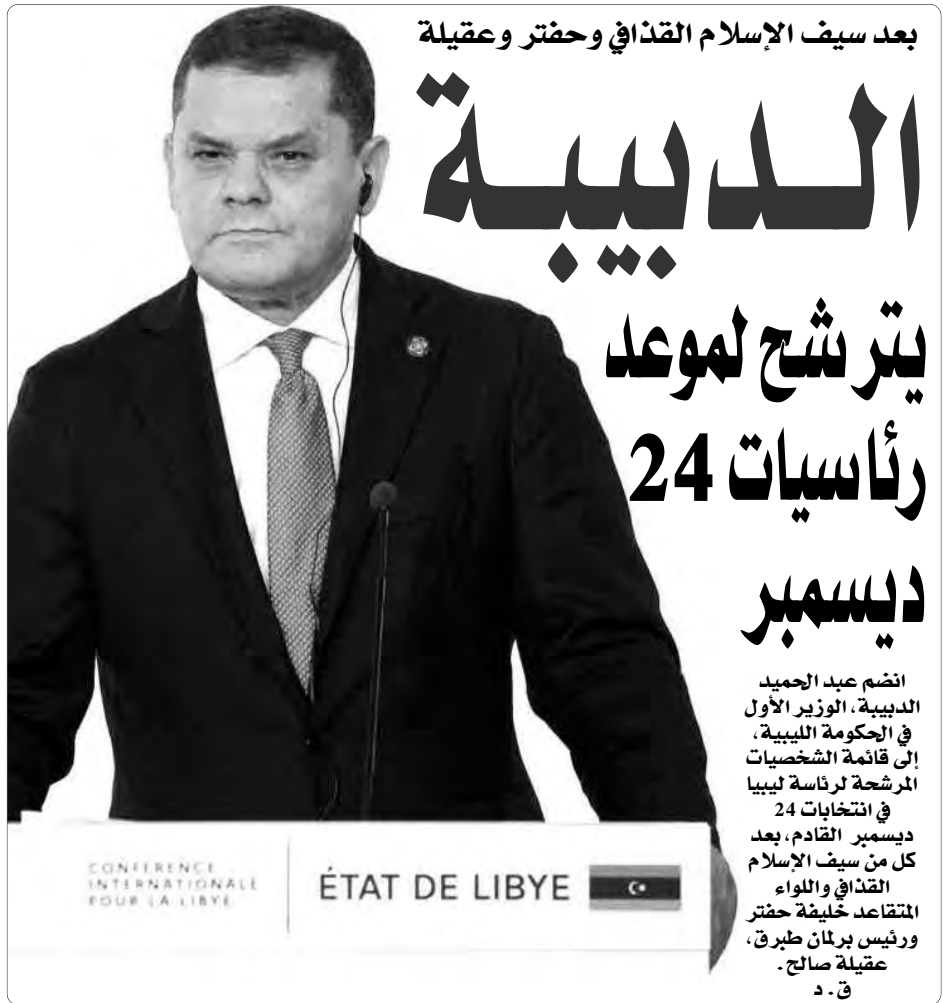 بعد سيف الإسلام القذافي وحفتر وعقيلة
الدبيبة
يترشح لموعد
رئاسيات 24
ديسمبر
انضم عبد الحميد
الدبيبة، الوزير الأول
في الحكومة الليبية،
إلى قائمة الشخصيات
المرشحة لرئاسة ليبيا
في انتخابات 24
ديسمبر القادم، بعد
كل من سيف الإسلام
القذافي واللواء
المتقاعد خليفة حفتر
ورئيس برلمان طبرق،
عقيلة صالح.
ق. د
CONFERENCE
INTERNATIONALE
POUR LA LIBYE
ÉTAT DE LIBYE